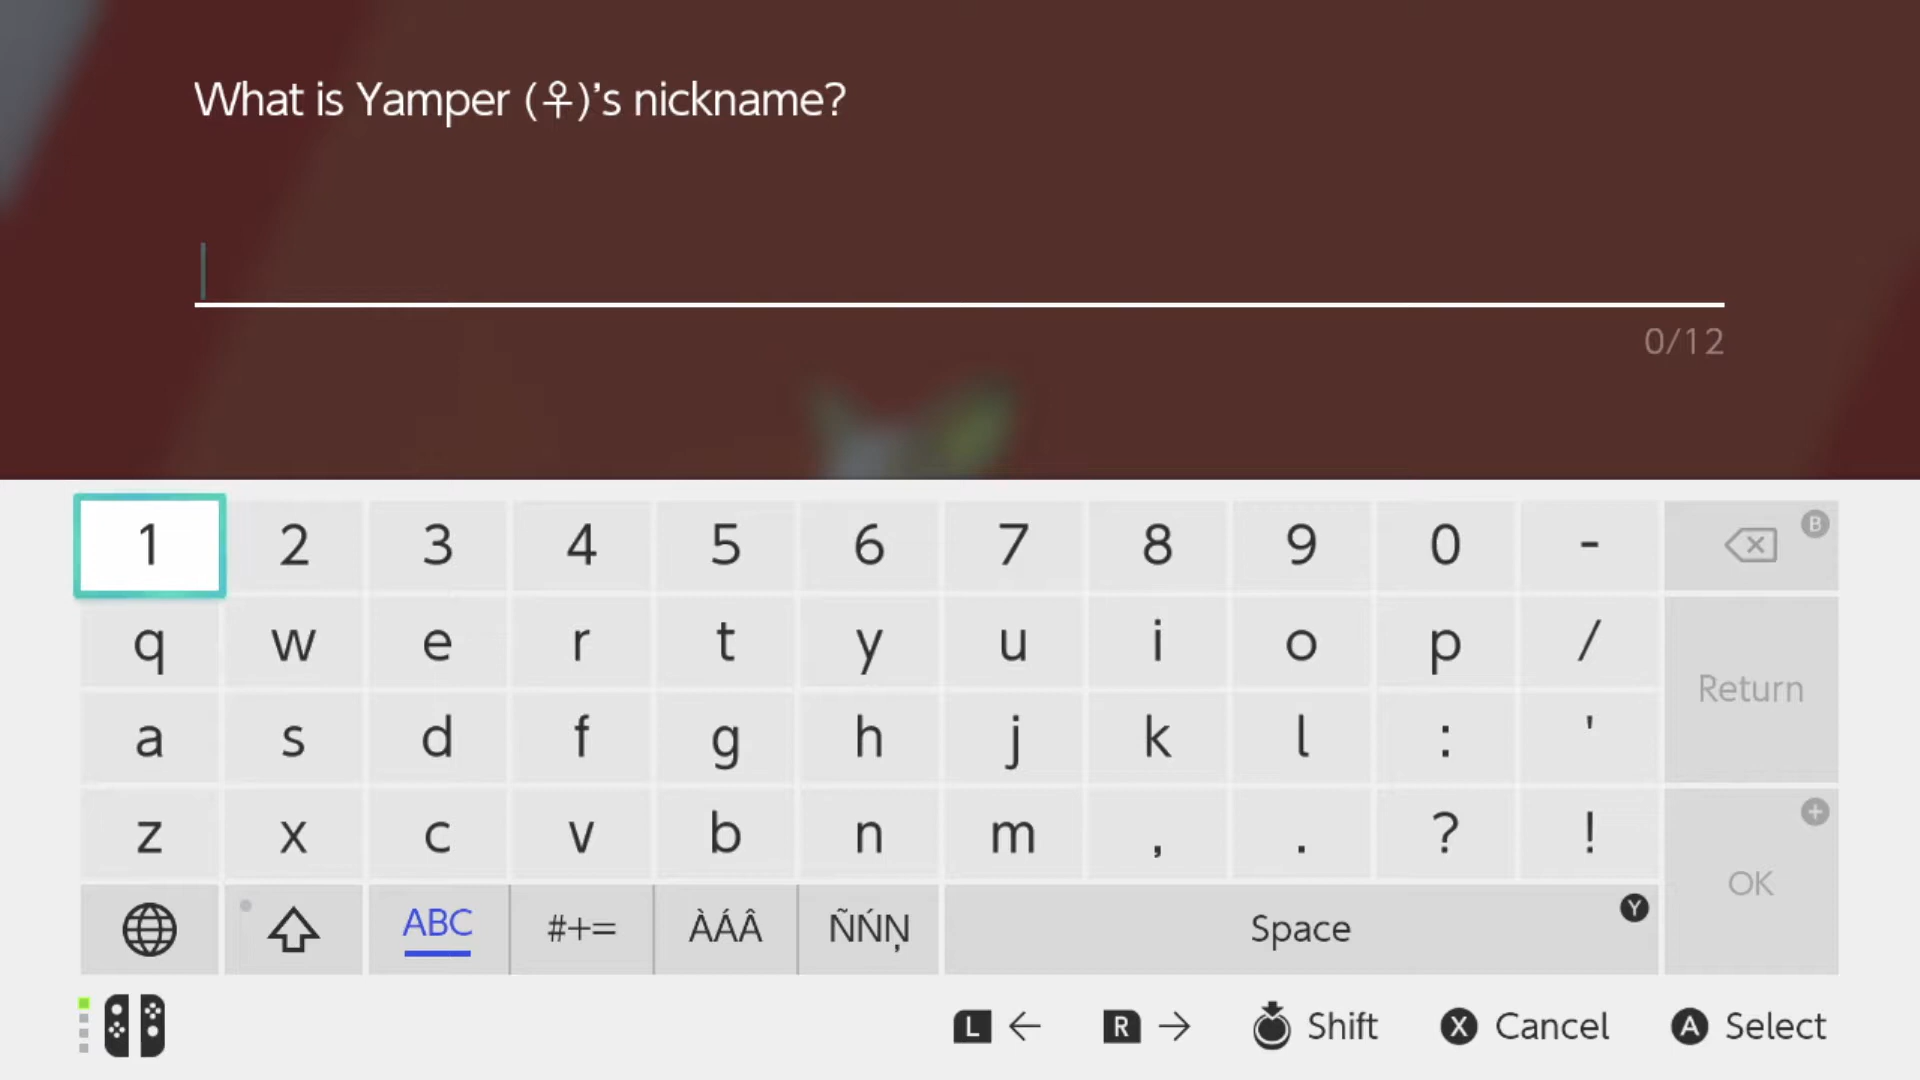 What is Yamper (♀)'s nickname?
0/12
1 2 3 4 5 6 7 8 9 0 - B
q w e r t y u i o p /
Return
a s d f g h j k l : '
z x c v b n m , . ? ! +
OK
ABC #+= ÀÁÂ ÑŃŅ Space Y
L ← R → Shift X Cancel A Select